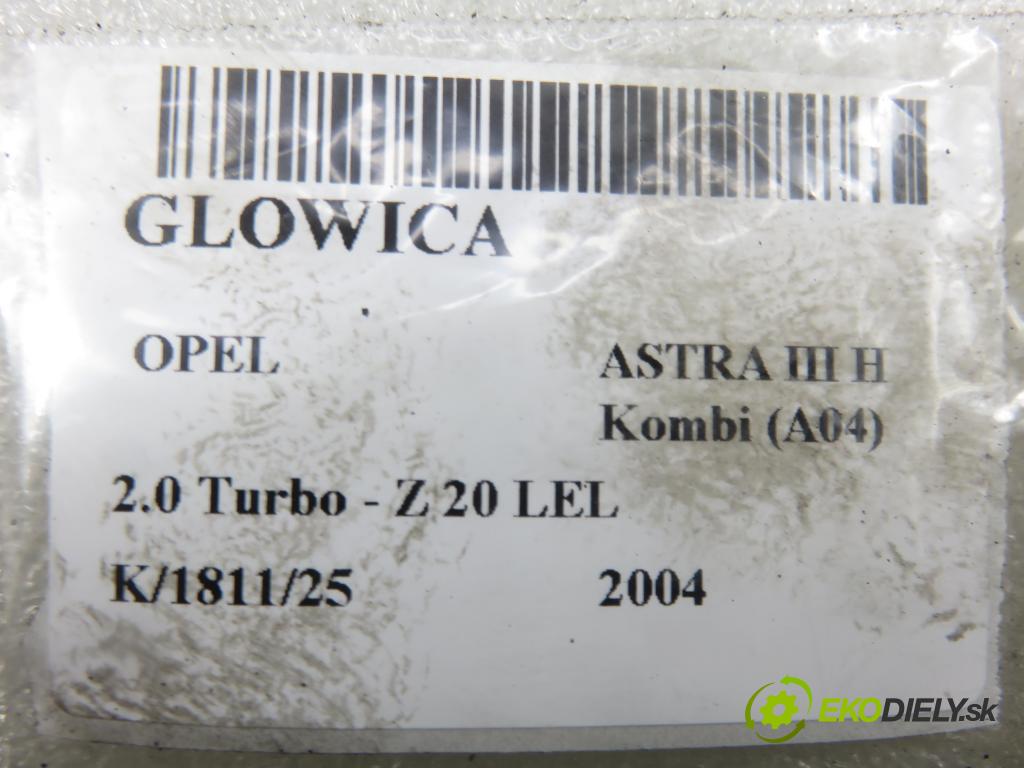 GLOWICA
OPEL
ASTRA III H
Kombi (A04)
2.0 Turbo - Z 20 LEL
K/1811/25
2004
EKODIELY.sk